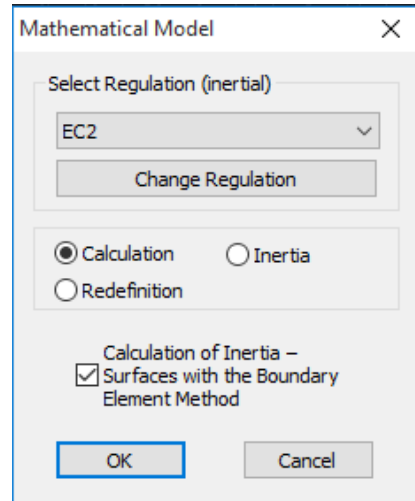 Mathematical Model
Select Regulation (inertial)
EC2
Change Regulation
Calculation
Inertia
Redefinition
Calculation of Inertia –
Surfaces with the Boundary
Element Method
OK
Cancel